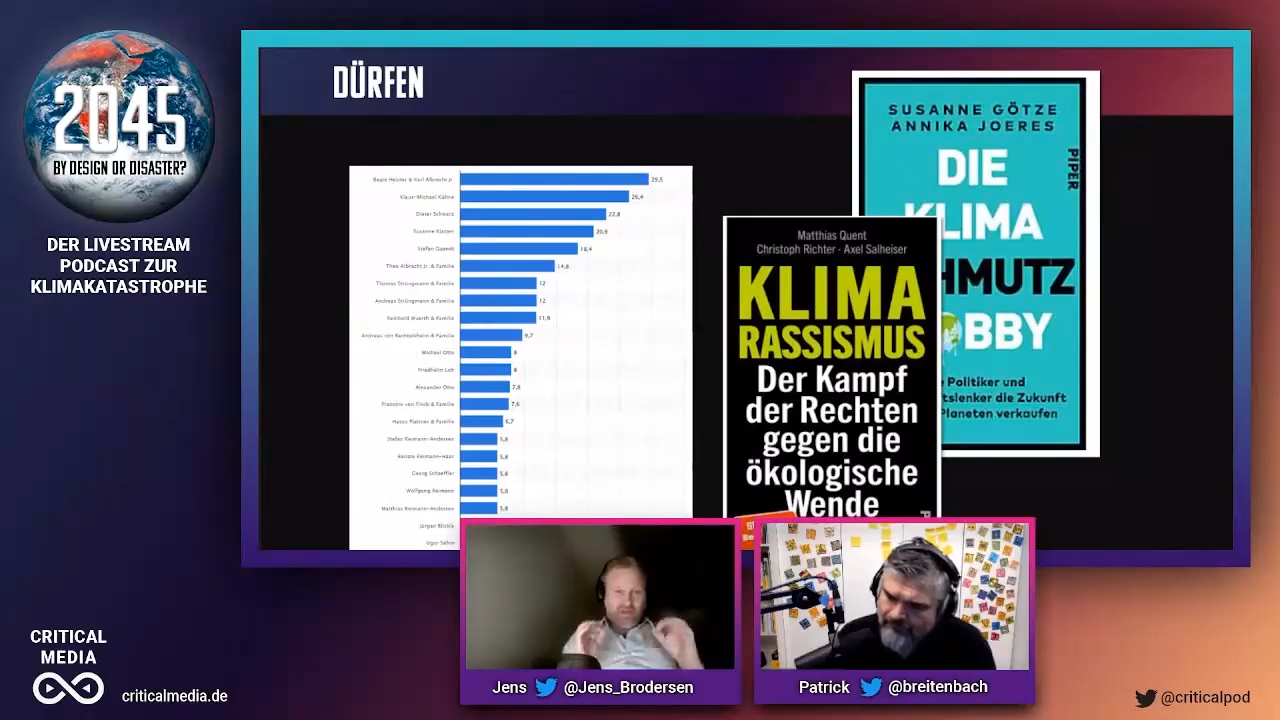 2045
BY DESIGN OR DISASTER?
DER LIVESTREAM
PODCAST ZUR
KLIMAKATASTROPHE
CRITICAL
MEDIA
criticalmedia.de
DÜRFEN
Beate Heister & Karl Albrecht Jr. 29,5
Klaus-Michael Kühne 26,4
Dieter Schwarz 22,8
Susanne Klatten 20,9
Stefan Quandt 18,4
Theo Albrecht Jr. & Familie 14,8
Thomas Strüngmann & Familie 12
Andreas Strüngmann & Familie 12
Reinhold Wuerth & Familie 11,9
Andreas von Bechtolsheim & Familie 9,7
Michael Otto 8
Friedhelm Loh 8
Alexander Otto 7,8
Francine von Finck & Familie 7,6
Hasso Plattner & Familie 6,7
Stefan Reimann-Andersen 5,8
Renate Reimann-Haas 5,8
Georg Schaeffler 5,8
Wolfgang Reimann 5,8
Matthias Reimann-Andersen 5,8
Jürgen Blickle
Ugur Sahin
Matthias Quent
Christoph Richter · Axel Salheiser
KLIMA
RASSISMUS
Der Kampf
der Rechten
gegen die
ökologische
Wende
SUSANNE GÖTZE
ANNIKA JOERES
PIPER
DIE
KLIMA
HMUTZ
OBBY
e Politiker und
tslenker die Zukunft
Planeten verkaufen
Jens @Jens_Brodersen
Patrick @breitenbach
@criticalpod